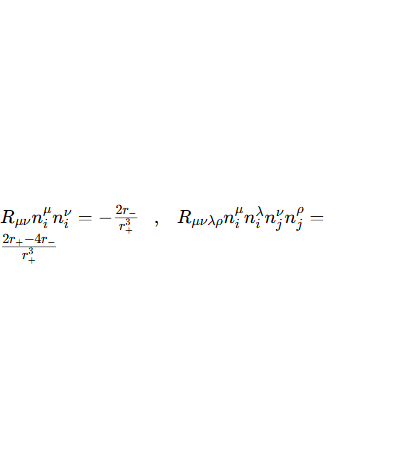 $R_{\mu\nu} n_i^\mu n_i^\nu = -\frac{2r_-}{r_+^3} \quad , \quad R_{\mu\nu\lambda\rho} n_i^\mu n_i^\lambda n_j^\nu n_j^\rho =$
$\frac{2r_+ - 4r_-}{r_+^3}$